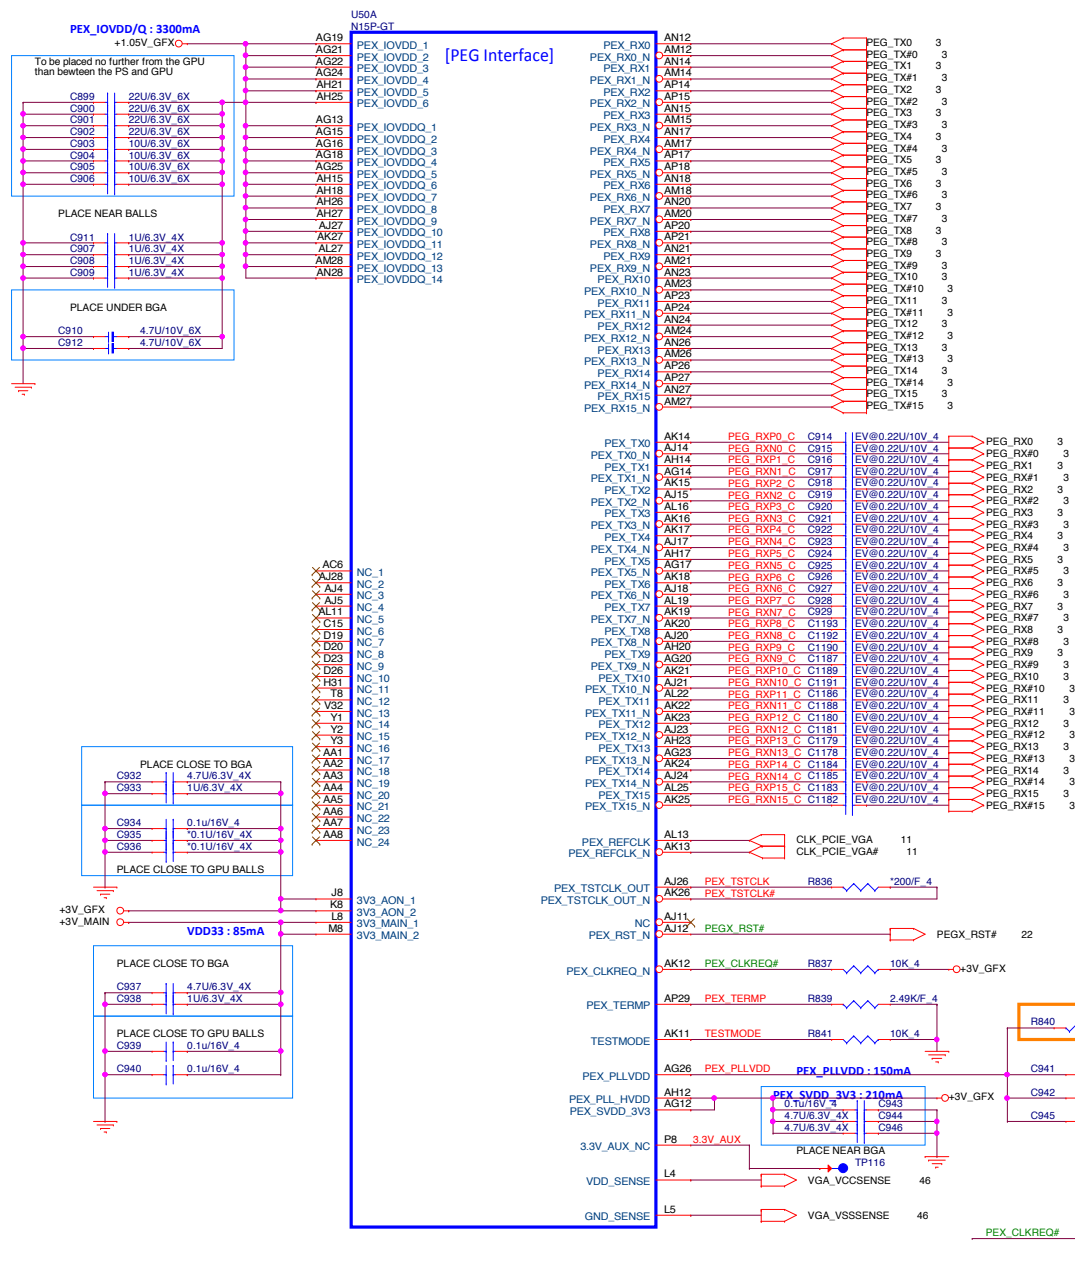 U50A
N15P-GT
[PEG Interface]
PEX_IOVDD/Q : 3300mA
+1.05V_GFX
To be placed no further from the GPU
than bewteen the PS and GPU
C899 22U/6.3V_6X
C900 22U/6.3V_6X
C901 22U/6.3V_6X
C902 22U/6.3V_6X
C903 10U/6.3V_6X
C904 10U/6.3V_6X
C905 10U/6.3V_6X
C906 10U/6.3V_6X
PLACE NEAR BALLS
C911 1U/6.3V_4X
C907 1U/6.3V_4X
C908 1U/6.3V_4X
C909 1U/6.3V_4X
PLACE UNDER BGA
C910 4.7U/10V_6X
C912 4.7U/10V_6X
AG19 PEX_IOVDD_1
AG21 PEX_IOVDD_2
AG22 PEX_IOVDD_3
AG24 PEX_IOVDD_4
AH21 PEX_IOVDD_5
AH25 PEX_IOVDD_6
AG13 PEX_IOVDDQ_1
AG15 PEX_IOVDDQ_2
AG16 PEX_IOVDDQ_3
AG18 PEX_IOVDDQ_4
AG25 PEX_IOVDDQ_5
AH15 PEX_IOVDDQ_6
AH18 PEX_IOVDDQ_7
AH26 PEX_IOVDDQ_8
AH27 PEX_IOVDDQ_9
AJ27 PEX_IOVDDQ_10
AK27 PEX_IOVDDQ_11
AL27 PEX_IOVDDQ_12
AM28 PEX_IOVDDQ_13
AN28 PEX_IOVDDQ_14
AC6 NC_1
AJ28 NC_2
AJ4 NC_3
AJ5 NC_4
AL11 NC_5
C15 NC_6
D19 NC_7
D20 NC_8
D23 NC_9
D26 NC_10
H31 NC_11
T8 NC_12
V32 NC_13
Y1 NC_14
Y2 NC_15
Y3 NC_16
AA1 NC_17
AA2 NC_18
AA3 NC_19
AA4 NC_20
AA5 NC_21
AA6 NC_22
AA7 NC_23
AA8 NC_24
PLACE CLOSE TO BGA
C932 4.7U/6.3V_4X
C933 1U/6.3V_4X
C934 0.1u/16V_4
C935 *0.1U/16V_4X
C936 *0.1U/16V_4X
PLACE CLOSE TO GPU BALLS
+3V_GFX
+3V_MAIN
VDD33 : 85mA
J8 3V3_AON_1
K8 3V3_AON_2
L8 3V3_MAIN_1
M8 3V3_MAIN_2
PLACE CLOSE TO BGA
C937 4.7U/6.3V_4X
C938 1U/6.3V_4X
PLACE CLOSE TO GPU BALLS
C939 0.1u/16V_4
C940 0.1u/16V_4
PEX_RX0 AN12 PEG_TX0 3
PEX_RX0_N AM12 PEG_TX#0 3
PEX_RX1 AN14 PEG_TX1 3
PEX_RX1_N AM14 PEG_TX#1 3
PEX_RX2 AP14 PEG_TX2 3
PEX_RX2_N AP15 PEG_TX#2 3
PEX_RX3 AN15 PEG_TX3 3
PEX_RX3_N AM15 PEG_TX#3 3
PEX_RX4 AN17 PEG_TX4 3
PEX_RX4_N AM17 PEG_TX#4 3
PEX_RX5 AP17 PEG_TX5 3
PEX_RX5_N AP18 PEG_TX#5 3
PEX_RX6 AN18 PEG_TX6 3
PEX_RX6_N AM18 PEG_TX#6 3
PEX_RX7 AN20 PEG_TX7 3
PEX_RX7_N AM20 PEG_TX#7 3
PEX_RX8 AP20 PEG_TX8 3
PEX_RX8_N AP21 PEG_TX#8 3
PEX_RX9 AN21 PEG_TX9 3
PEX_RX9_N AM21 PEG_TX#9 3
PEX_RX10 AN23 PEG_TX10 3
PEX_RX10_N AM23 PEG_TX#10 3
PEX_RX11 AP23 PEG_TX11 3
PEX_RX11_N AP24 PEG_TX#11 3
PEX_RX12 AN24 PEG_TX12 3
PEX_RX12_N AM24 PEG_TX#12 3
PEX_RX13 AN26 PEG_TX13 3
PEX_RX13_N AM26 PEG_TX#13 3
PEX_RX14 AP26 PEG_TX14 3
PEX_RX14_N AP27 PEG_TX#14 3
PEX_RX15 AN27 PEG_TX15 3
PEX_RX15_N AM27 PEG_TX#15 3
PEX_TX0 AK14 PEG_RXP0_C C914 EV@0.22U/10V_4 PEG_RX0 3
PEX_TX0_N AJ14 PEG_RXN0_C C915 EV@0.22U/10V_4 PEG_RX#0 3
PEX_TX1 AH14 PEG_RXP1_C C916 EV@0.22U/10V_4 PEG_RX1 3
PEX_TX1_N AG14 PEG_RXN1_C C917 EV@0.22U/10V_4 PEG_RX#1 3
PEX_TX2 AK15 PEG_RXP2_C C918 EV@0.22U/10V_4 PEG_RX2 3
PEX_TX2_N AJ15 PEG_RXN2_C C919 EV@0.22U/10V_4 PEG_RX#2 3
PEX_TX3 AL16 PEG_RXP3_C C920 EV@0.22U/10V_4 PEG_RX3 3
PEX_TX3_N AK16 PEG_RXN3_C C921 EV@0.22U/10V_4 PEG_RX#3 3
PEX_TX4 AK17 PEG_RXP4_C C922 EV@0.22U/10V_4 PEG_RX4 3
PEX_TX4_N AJ17 PEG_RXN4_C C923 EV@0.22U/10V_4 PEG_RX#4 3
PEX_TX5 AH17 PEG_RXP5_C C924 EV@0.22U/10V_4 PEG_RX5 3
PEX_TX5_N AG17 PEG_RXN5_C C925 EV@0.22U/10V_4 PEG_RX#5 3
PEX_TX6 AK18 PEG_RXP6_C C926 EV@0.22U/10V_4 PEG_RX6 3
PEX_TX6_N AJ18 PEG_RXN6_C C927 EV@0.22U/10V_4 PEG_RX#6 3
PEX_TX7 AL19 PEG_RXP7_C C928 EV@0.22U/10V_4 PEG_RX7 3
PEX_TX7_N AK19 PEG_RXN7_C C929 EV@0.22U/10V_4 PEG_RX#7 3
PEX_TX8 AK20 PEG_RXP8_C C1193 EV@0.22U/10V_4 PEG_RX8 3
PEX_TX8_N AJ20 PEG_RXN8_C C1192 EV@0.22U/10V_4 PEG_RX#8 3
PEX_TX9 AH20 PEG_RXP9_C C1190 EV@0.22U/10V_4 PEG_RX9 3
PEX_TX9_N AG20 PEG_RXN9_C C1187 EV@0.22U/10V_4 PEG_RX#9 3
PEX_TX10 AK21 PEG_RXP10_C C1189 EV@0.22U/10V_4 PEG_RX10 3
PEX_TX10_N AJ21 PEG_RXN10_C C1191 EV@0.22U/10V_4 PEG_RX#10 3
PEX_TX11 AL22 PEG_RXP11_C C1186 EV@0.22U/10V_4 PEG_RX11 3
PEX_TX11_N AK22 PEG_RXN11_C C1188 EV@0.22U/10V_4 PEG_RX#11 3
PEX_TX12 AK23 PEG_RXP12_C C1180 EV@0.22U/10V_4 PEG_RX12 3
PEX_TX12_N AJ23 PEG_RXN12_C C1181 EV@0.22U/10V_4 PEG_RX#12 3
PEX_TX13 AH23 PEG_RXP13_C C1179 EV@0.22U/10V_4 PEG_RX13 3
PEX_TX13_N AG23 PEG_RXN13_C C1178 EV@0.22U/10V_4 PEG_RX#13 3
PEX_TX14 AK24 PEG_RXP14_C C1184 EV@0.22U/10V_4 PEG_RX14 3
PEX_TX14_N AJ24 PEG_RXN14_C C1185 EV@0.22U/10V_4 PEG_RX#14 3
PEX_TX15 AL25 PEG_RXP15_C C1183 EV@0.22U/10V_4 PEG_RX15 3
PEX_TX15_N AK25 PEG_RXN15_C C1182 EV@0.22U/10V_4 PEG_RX#15 3
PEX_REFCLK AL13 CLK_PCIE_VGA 11
PEX_REFCLK_N AK13 CLK_PCIE_VGA# 11
PEX_TSTCLK_OUT AJ26 PEX_TSTCLK R836 *200/F_4
PEX_TSTCLK_OUT_N AK26 PEX_TSTCLK#
NC AJ11
PEX_RST_N AJ12 PEGX_RST# PEGX_RST# 22
PEX_CLKREQ_N AK12 PEX_CLKREQ# R837 10K_4 +3V_GFX
PEX_TERMP AP29 PEX_TERMP R839 2.49K/F_4
TESTMODE AK11 TESTMODE R841 10K_4
R840
PEX_PLLVDD AG26 PEX_PLLVDD PEX_PLLVDD : 150mA C941
PEX_PLL_HVDD AH12 PEX_SVDD_3V3 : 210mA +3V_GFX C942
PEX_SVDD_3V3 AG12 0.1u/16V_4 C943
4.7U/6.3V_4X C944 C945
4.7U/6.3V_4X C946
3.3V_AUX_NC P8 3.3V_AUX PLACE NEAR BGA
TP116
VDD_SENSE L4 VGA_VCCSENSE 46
GND_SENSE L5 VGA_VSSSENSE 46
PEX_CLKREQ#